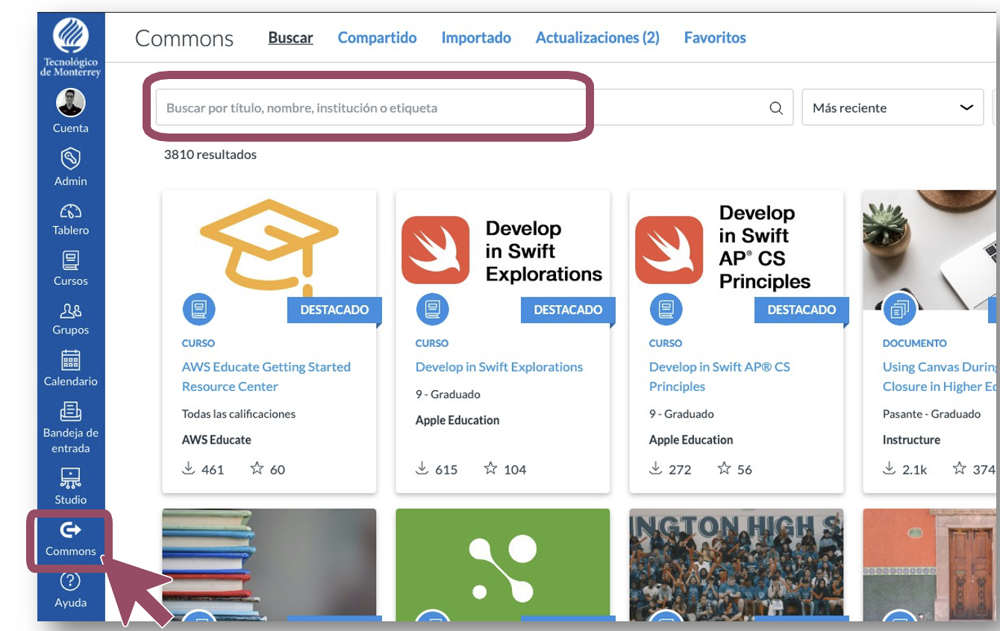 Tecnológico
de Monterrey
Cuenta
Admin
Tablero
Cursos
Grupos
Calendario
Bandeja de
entrada
Studio
Commons
Ayuda
Commons Buscar Compartido Importado Actualizaciones (2) Favoritos
Buscar por título, nombre, institución o etiqueta
Más reciente
3810 resultados
DESTACADO
CURSO
AWS Educate Getting Started
Resource Center
Todas las calificaciones
AWS Educate
461 60
Develop
in Swift
Explorations
DESTACADO
CURSO
Develop in Swift Explorations
9 - Graduado
Apple Education
615 104
Develop
in Swift
AP® CS
Principles
DESTACADO
CURSO
Develop in Swift AP® CS
Principles
9 - Graduado
Apple Education
272 56
DOCUMENTO
Using Canvas During
Closure in Higher
Pasante - Graduado
Instructure
2.1k 374
NGTON HIGH S